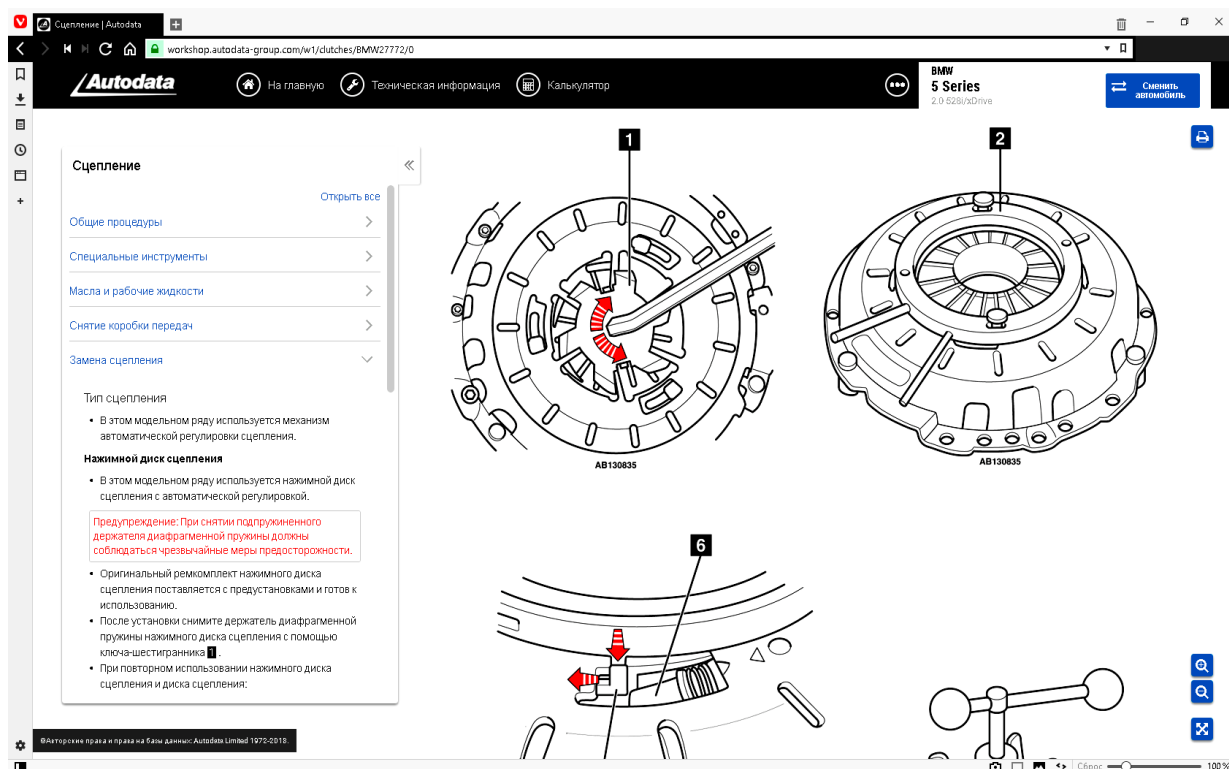 Сцепление | Autodata
workshop.autodata-group.com/w1/clutches/BMW27772/0
Autodata
На главную
Техническая информация
Калькулятор
BMW
5 Series
2.0 528i/xDrive
Сменить
автомобиль
Сцепление
Открыть все
Общие процедуры
Специальные инструменты
Масла и рабочие жидкости
Снятие коробки передач
Замена сцепления
Тип сцепления
• В этом модельном ряду используется механизм
автоматической регулировки сцепления.
Нажимной диск сцепления
• В этом модельном ряду используется нажимной диск
сцепления с автоматической регулировкой.
Предупреждение: При снятии подпружиненного
держателя диафрагменной пружины должны
соблюдаться чрезвычайные меры предосторожности.
• Оригинальный ремкомплект нажимного диска
сцепления поставляется с предустановками и готов к
использованию.
• После установки снимите держатель диафрагменной
пружины нажимного диска сцепления с помощью
ключа-шестигранника 1 .
• При повторном использовании нажимного диска
сцепления и диска сцепления:
1
AB130835
2
AB130835
6
©Авторские права и права на базы данных: Autodata Limited 1972-2018.
Сброс
100 %